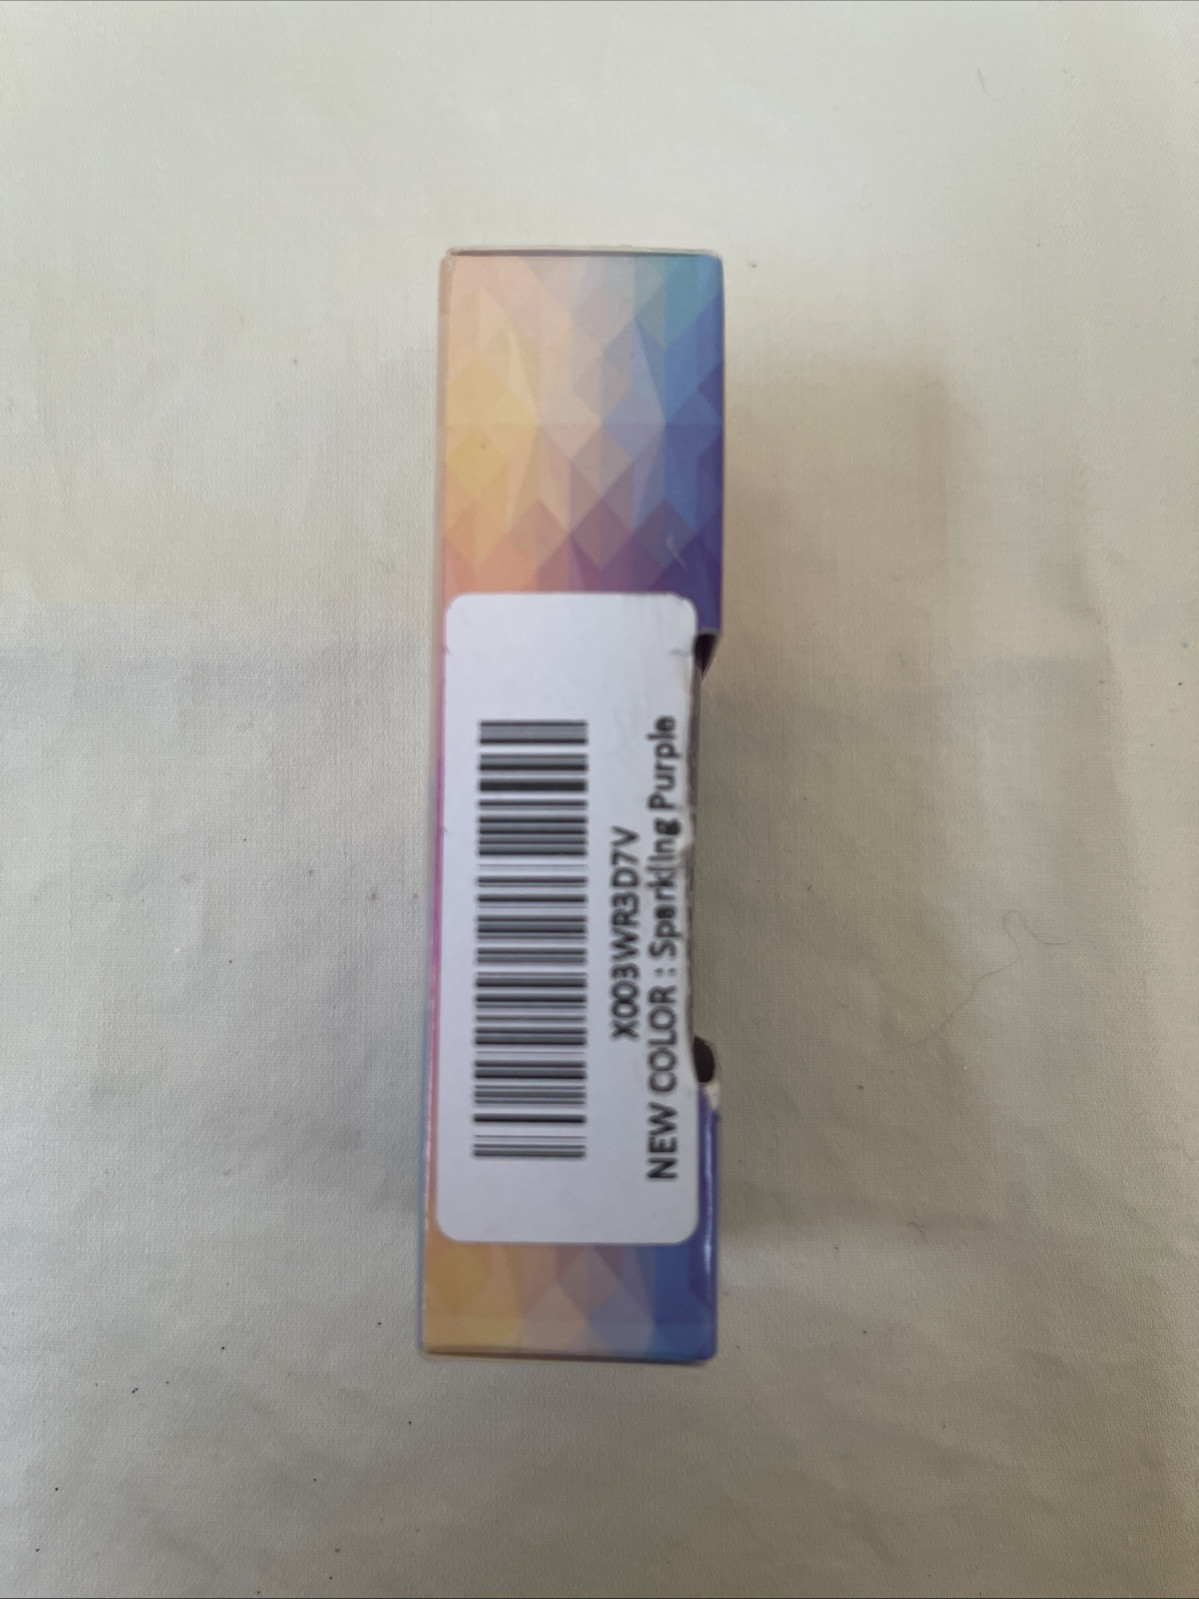 X003WR3D7V
NEW COLOR : Sparkling Purple